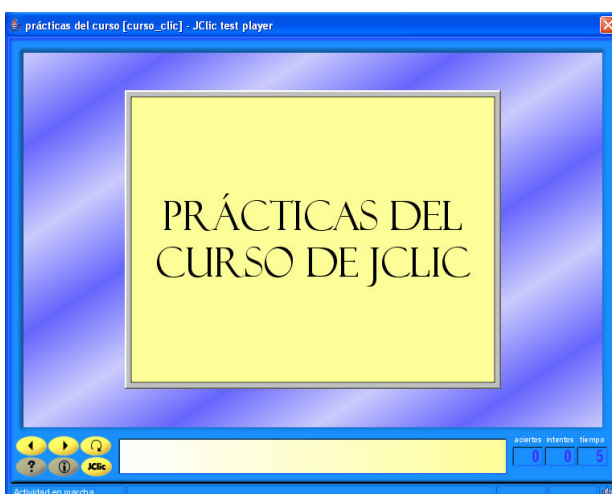 prácticas del curso [curso_clic] - JClic test player
PRÁCTICAS DEL
CURSO DE JCLIC
aciertos intentos tiempo
0 0 5
? i JClic
Actividad en marcha